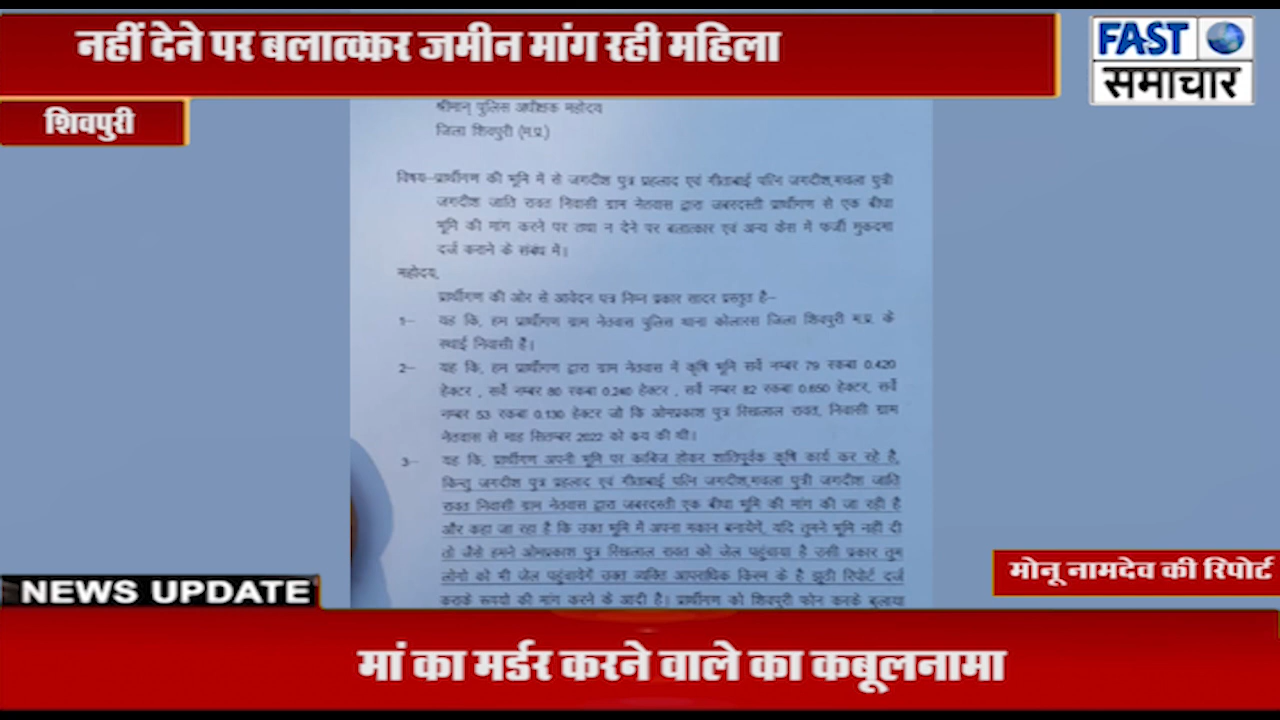 नहीं देने पर बलात्कार जमीन मांग रही महिला
FAST
समाचार
शिवपुरी
श्रीमान् पुलिस अधीक्षक महोदय
जिला शिवपुरी (म.प्र.)
विषय–प्रार्थीगण की भूमि में से जगदीश पुत्र प्रहलाद एवं गीताबाई पत्नि जगदीश,मचला पुत्री
जगदीश जाति रावत निवासी ग्राम नेतवास द्वारा जबरदस्ती प्रार्थीगण से एक बीघा
भूमि की मांग करने पर तथा न देने पर बलात्कार एवं अन्य केस में फर्जी मुकदमा
दर्ज कराने के संबंध में।
महोदय,
प्रार्थीगण की ओर से आवेदन पत्र निम्न प्रकार सादर प्रस्तुत है–
1– यह कि, हम प्रार्थीगण ग्राम नेतवास पुलिस थाना कोलारस जिला शिवपुरी म.प्र. के
स्थाई निवासी हैं।
2– यह कि, हम प्रार्थीगण द्वारा ग्राम नेतवास में कृषि भूमि सर्वे नम्बर 79 रकबा 0.420
हेक्टर , सर्वे नम्बर 80 रकबा 0.240 हेक्टर , सर्वे नम्बर 82 रकबा 0.650 हेक्टर, सर्वे
नम्बर 53 रकबा 0.130 हेक्टर जो कि ओमप्रकाश पुत्र रिखलाल रावत, निवासी ग्राम
नेतवास से माह सितम्बर 2022 को क्रय की थी।
3– यह कि, प्रार्थीगण अपनी भूमि पर काबिज होकर शांतिपूर्वक कृषि कार्य कर रहे है,
किन्तु जगदीश पुत्र प्रहलाद एवं गीताबाई पत्नि जगदीश,मचला पुत्री जगदीश जाति
रावत निवासी ग्राम नेतवास द्वारा जबरदस्ती एक बीघा भूमि की मांग की जा रही है
और कहा जा रहा है कि उक्त भूमि में अपना मकान बनायेगें, यदि तुमने भूमि नहीं दी
तो जैसे हमने ओमप्रकाश पुत्र रिखलाल रावत को जेल पहुंचाया है उसी प्रकार तुम
लोगो को भी जेल पहुंचायेगें उक्त व्यक्ति आपराधिक किस्म के है झूठी रिपोर्ट दर्ज
कराके रूपयो की मांग करने के आदी है। प्रार्थीगण को शिवपुरी फोन करके बुलाया
मोनू नामदेव की रिपोर्ट
NEWS UPDATE
मां का मर्डर करने वाले का कबूलनामा